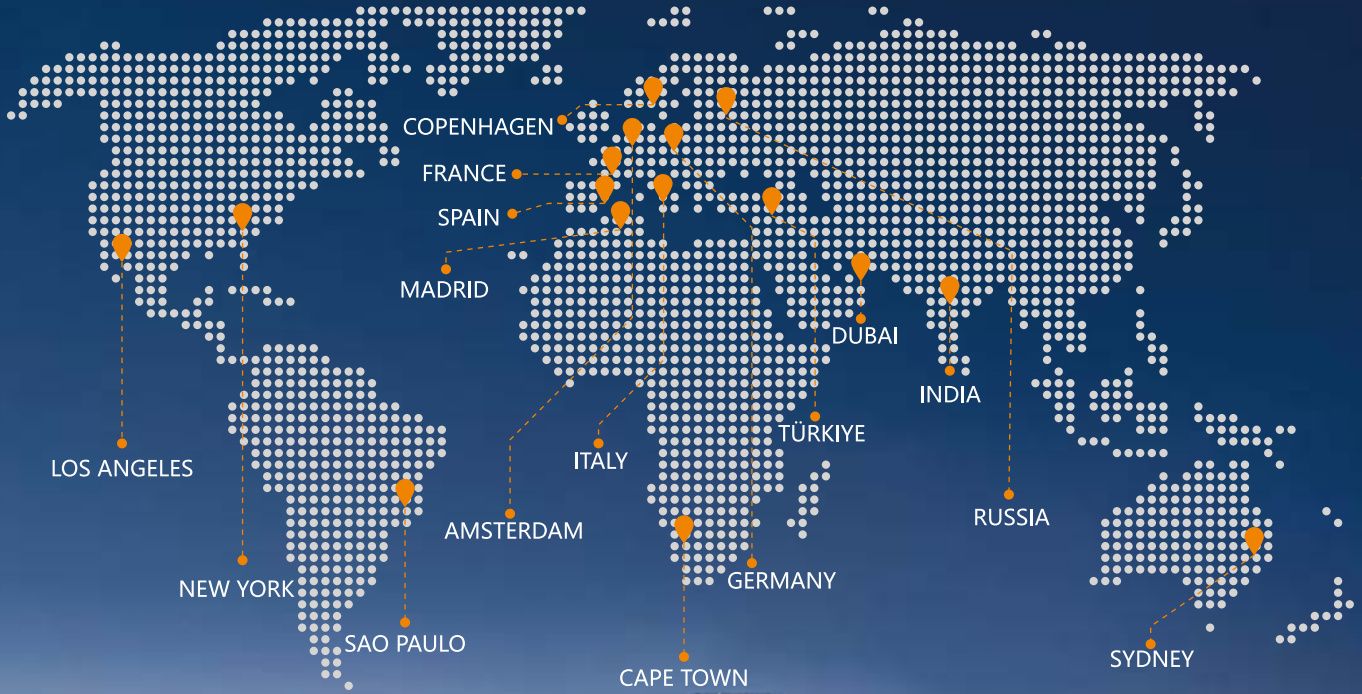 COPENHAGEN
FRANCE
SPAIN
MADRID
DUBAI
INDIA
TÜRKIYE
ITALY
LOS ANGELES
RUSSIA
AMSTERDAM
GERMANY
NEW YORK
SAO PAULO
SYDNEY
CAPE TOWN